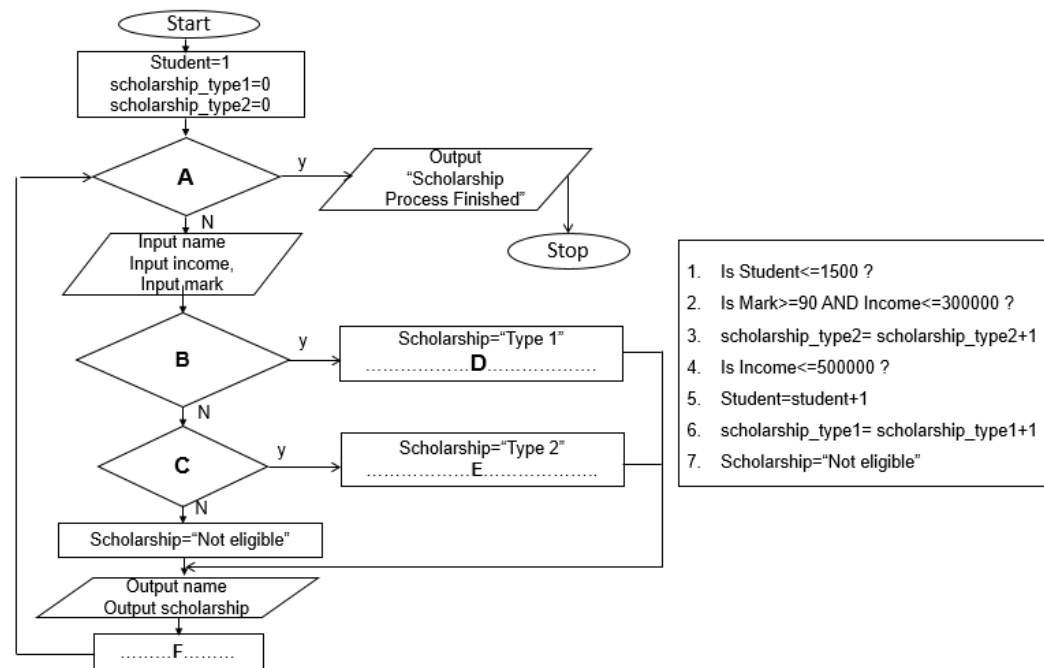 Start
Student=1
scholarship_type1=0
scholarship_type2=0
A
y
Output
“Scholarship
Process Finished”
N
Stop
Input name
Input income,
Input mark
B
y
Scholarship=“Type 1”
....................D....................
N
C
y
Scholarship=“Type 2”
....................E....................
N
Scholarship=“Not eligible”
Output name
Output scholarship
.........F.........
1. Is Student<=1500 ?
2. Is Mark>=90 AND Income<=300000 ?
3. scholarship_type2= scholarship_type2+1
4. Is Income<=500000 ?
5. Student=student+1
6. scholarship_type1= scholarship_type1+1
7. Scholarship=“Not eligible”